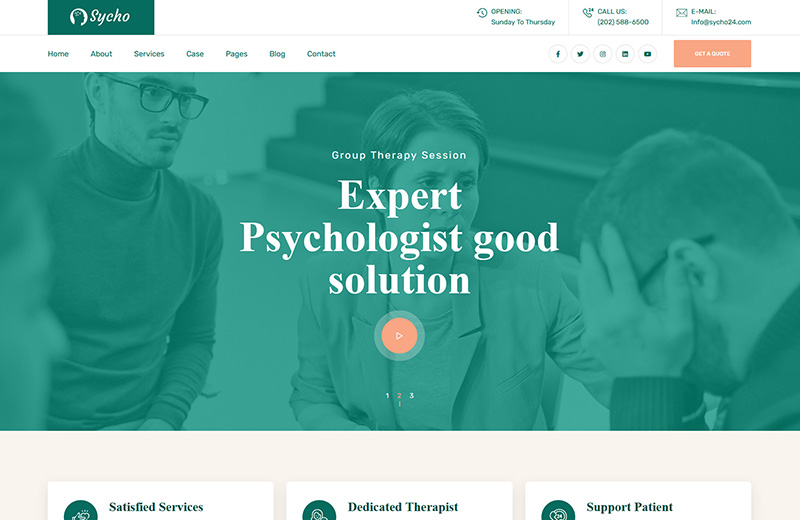 Sycho
OPENING:
Sunday To Thursday
CALL US:
(202) 588-6500
E-MAIL:
Info@sycho24.com
Home About Services Case Pages Blog Contact
GET A QUOTE
Group Therapy Session
Expert
Psychologist good
solution
1 2 3
Satisfied Services
Dedicated Therapist
Support Patient